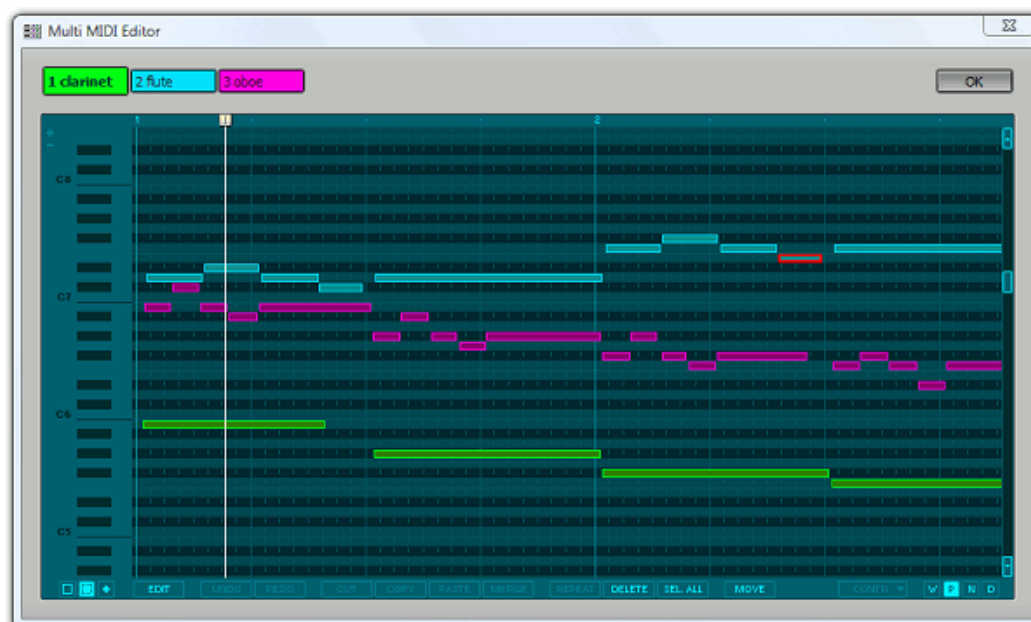 Multi MIDI Editor
1 clarinet 2 flute 3 oboe OK
1 2
C8
C7
C6
C5
EDIT UNDO REDO CUT COPY PASTE MERGE REPEAT DELETE SEL. ALL MOVE CONTR W P N D